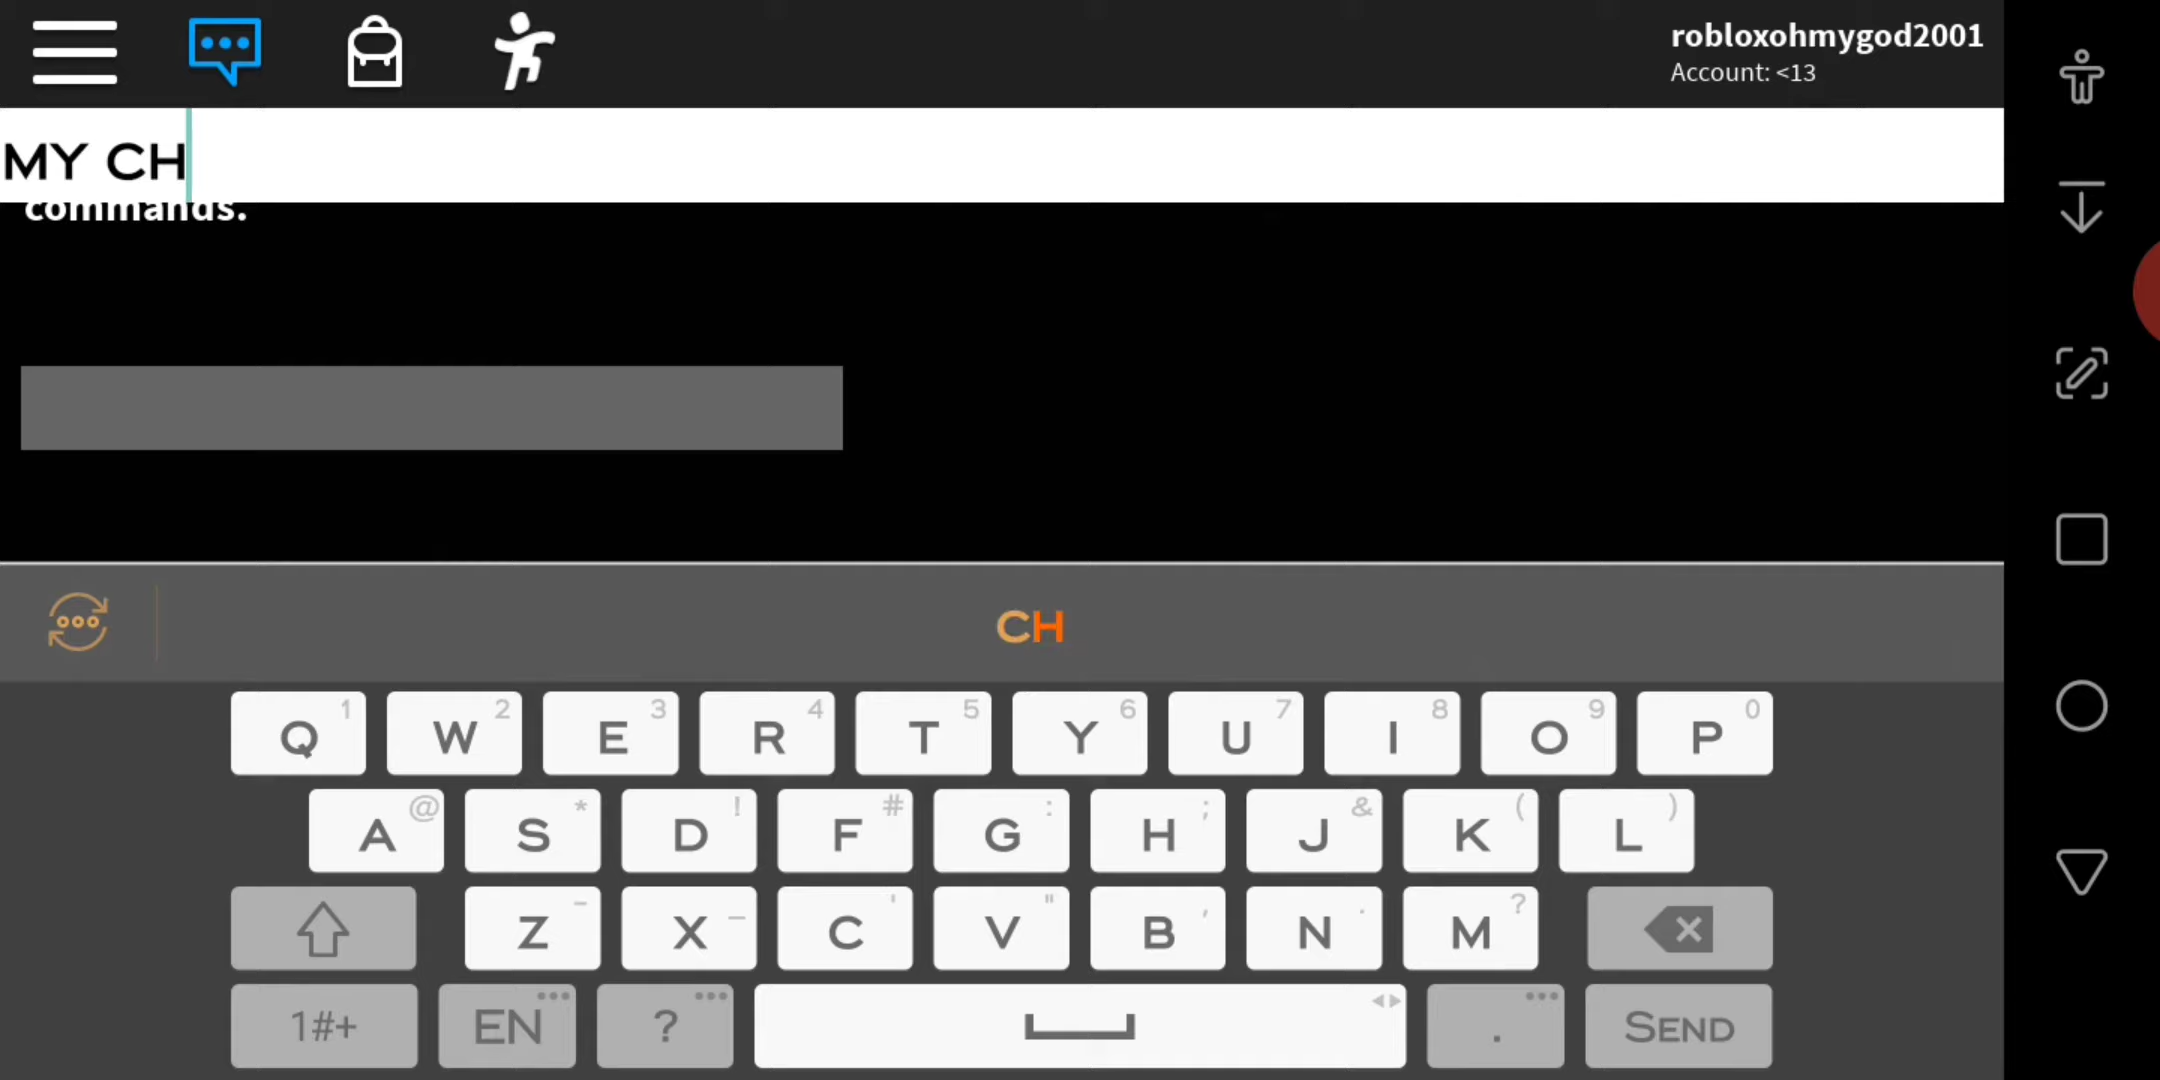 robloxohmygod2001
Account: <13
MY CH
commands.
CH
Q 1 W 2 E 3 R 4 T 5 Y 6 U 7 I 8 O 9 P 0
A @ S * D ! F # G : H ; J & K ( L )
Z - X _ C ' V " B , N . M ?
1#+ EN ? . SEND